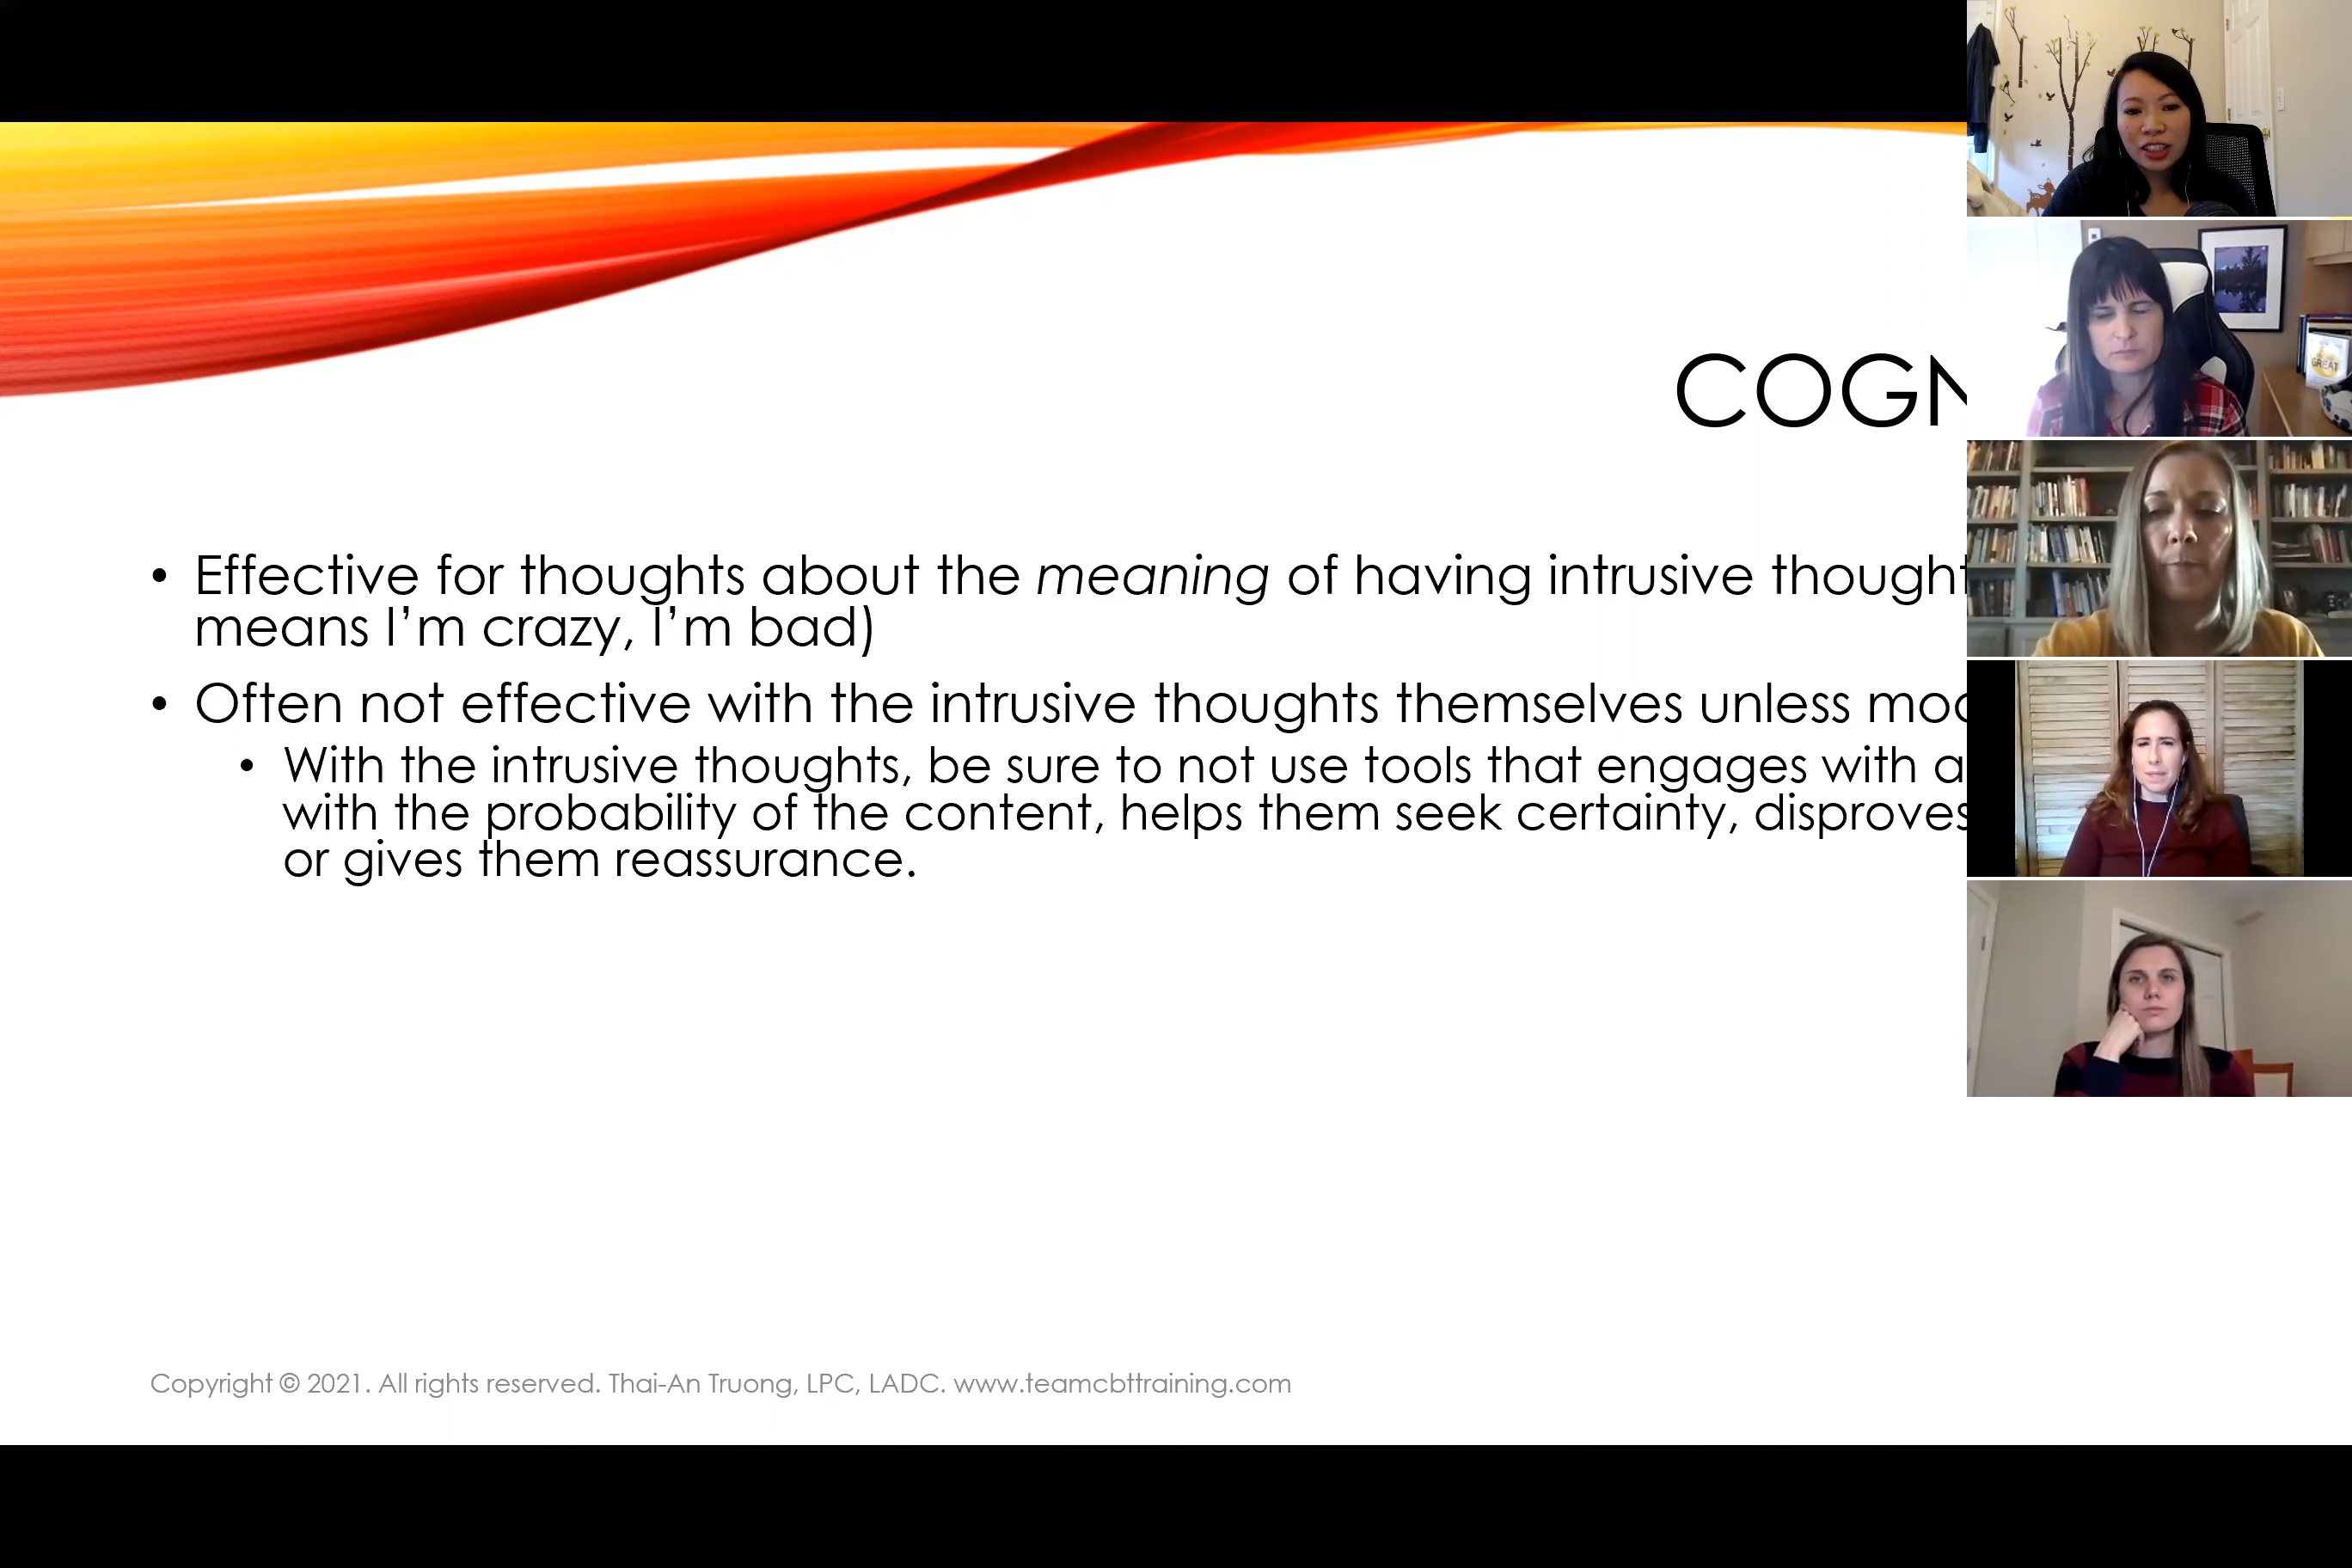 COGN
• Effective for thoughts about the meaning of having intrusive thought
means I’m crazy, I’m bad)
• Often not effective with the intrusive thoughts themselves unless
• With the intrusive thoughts, be sure to not use tools that engages with
with the probability of the content, helps them seek certainty, disproves
or gives them reassurance.
Copyright © 2021. All rights reserved. Thai-An Truong, LPC, LADC. www.teamcbttraining.com
GREAT